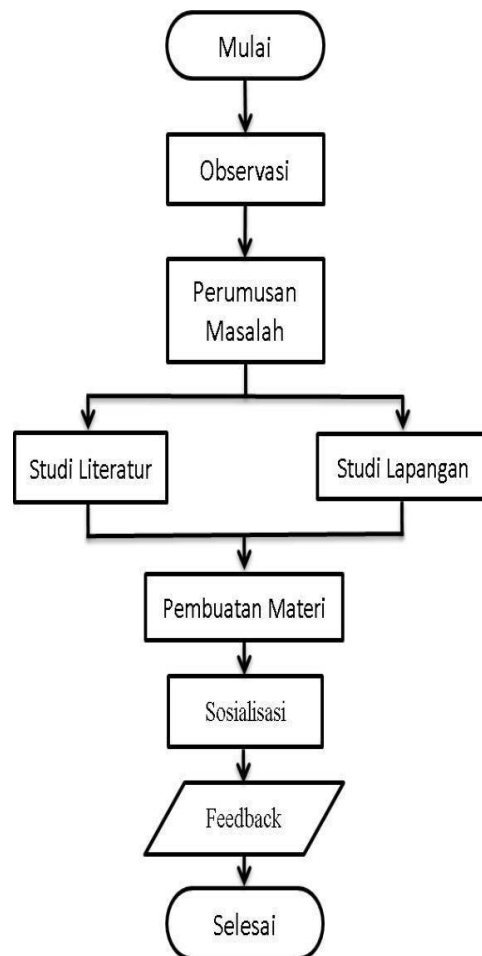 Mulai
Observasi
Perumusan
Masalah
Studi Literatur
Studi Lapangan
Pembuatan Materi
Sosialisasi
Feedback
Selesai